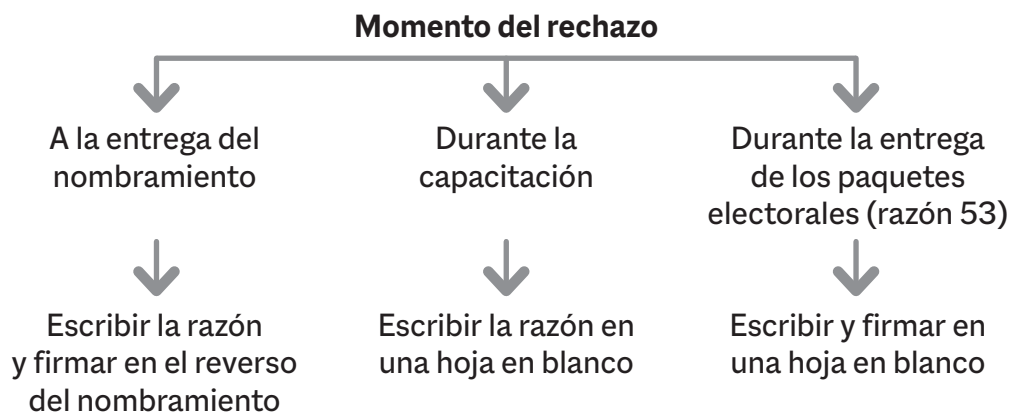 Momento del rechazo
A la entrega del
nombramiento
Durante la
capacitación
Durante la entrega
de los paquetes
electorales (razón 53)
Escribir la razón
y firmar en el reverso
del nombramiento
Escribir la razón en
una hoja en blanco
Escribir y firmar en
una hoja en blanco